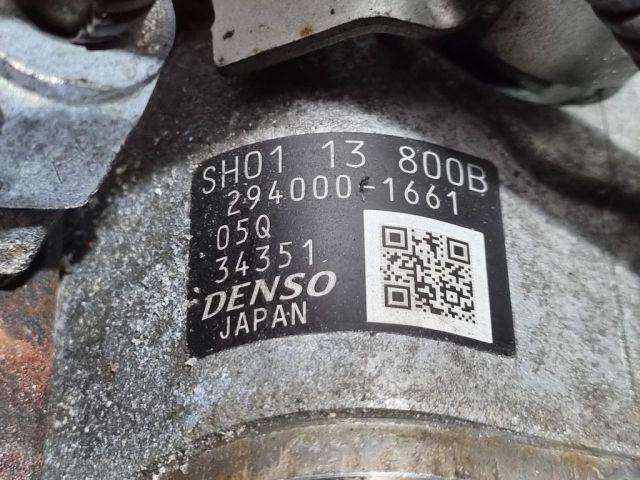 SH01 13 800B
294000-1661
05Q
34351
DENSO
JAPAN